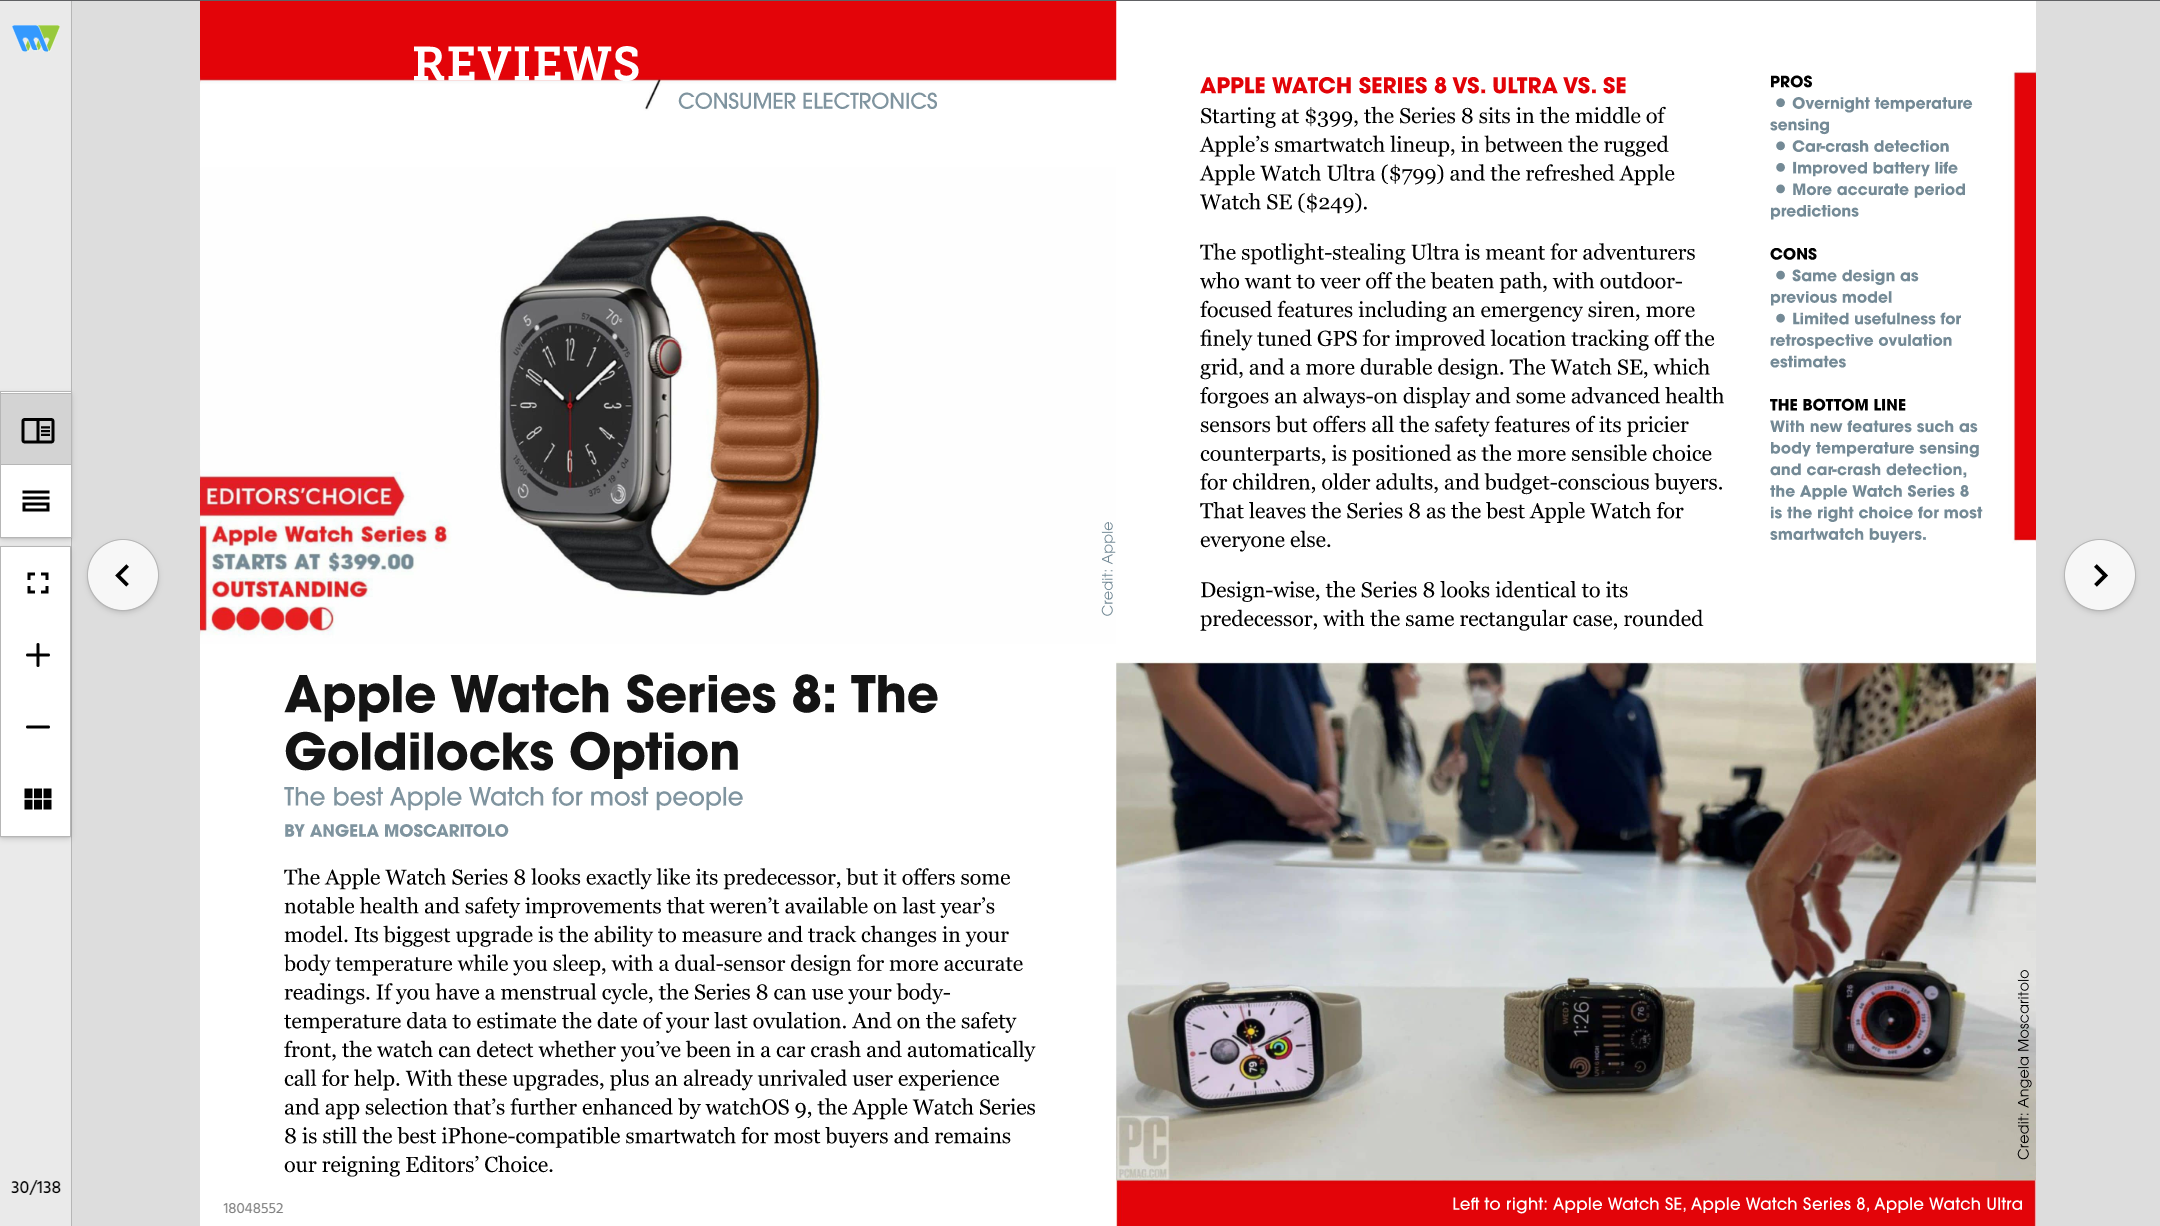 REVIEWS
CONSUMER ELECTRONICS
EDITORS'CHOICE
Apple Watch Series 8
STARTS AT $399.00
OUTSTANDING
Credit: Apple
Apple Watch Series 8: The
Goldilocks Option
The best Apple Watch for most people
BY ANGELA MOSCARITOLO
The Apple Watch Series 8 looks exactly like its predecessor, but it offers some
notable health and safety improvements that weren’t available on last year’s
model. Its biggest upgrade is the ability to measure and track changes in your
body temperature while you sleep, with a dual-sensor design for more accurate
readings. If you have a menstrual cycle, the Series 8 can use your body-
temperature data to estimate the date of your last ovulation. And on the safety
front, the watch can detect whether you’ve been in a car crash and automatically
call for help. With these upgrades, plus an already unrivaled user experience
and app selection that’s further enhanced by watchOS 9, the Apple Watch Series
8 is still the best iPhone-compatible smartwatch for most buyers and remains
our reigning Editors’ Choice.
30/138
18048552
APPLE WATCH SERIES 8 VS. ULTRA VS. SE
Starting at $399, the Series 8 sits in the middle of
Apple’s smartwatch lineup, in between the rugged
Apple Watch Ultra ($799) and the refreshed Apple
Watch SE ($249).
The spotlight-stealing Ultra is meant for adventurers
who want to veer off the beaten path, with outdoor-
focused features including an emergency siren, more
finely tuned GPS for improved location tracking off the
grid, and a more durable design. The Watch SE, which
forgoes an always-on display and some advanced health
sensors but offers all the safety features of its pricier
counterparts, is positioned as the more sensible choice
for children, older adults, and budget-conscious buyers.
That leaves the Series 8 as the best Apple Watch for
everyone else.
Design-wise, the Series 8 looks identical to its
predecessor, with the same rectangular case, rounded
PROS
● Overnight temperature
sensing
● Car-crash detection
● Improved battery life
● More accurate period
predictions
CONS
● Same design as
previous model
● Limited usefulness for
retrospective ovulation
estimates
THE BOTTOM LINE
With new features such as
body temperature sensing
and car-crash detection,
the Apple Watch Series 8
is the right choice for most
smartwatch buyers.
1:26
79
PC
PCMAG.COM
Credit: Angela Moscaritolo
Left to right: Apple Watch SE, Apple Watch Series 8, Apple Watch Ultra